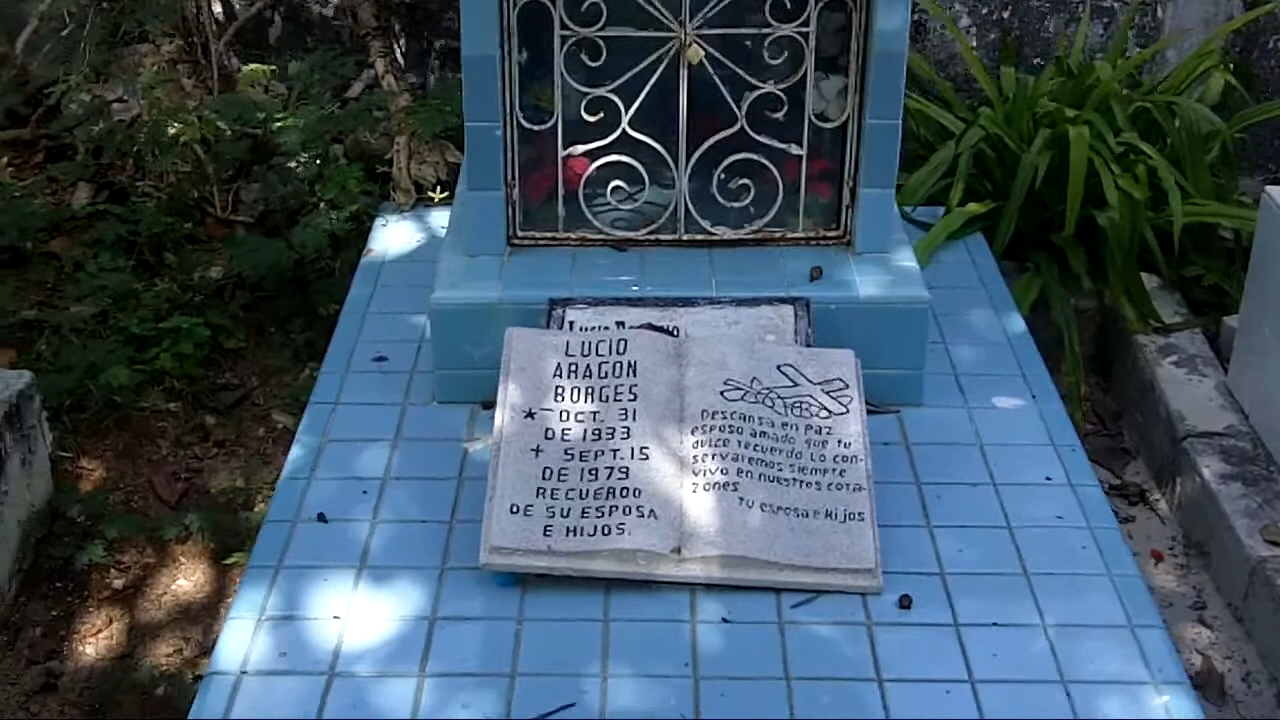 Lucio
LUCIO
ARAGON
BORGES
* OCT. 31
DE 1933
+ SEPT. 15
DE 1979
RECUERDO
DE SU ESPOSA
E HIJOS.
Descansa en Paz
esposo amado que tu
dulce recuerdo lo con-
servaremos siempre
vivo en nuestros cora-
zones
Tu esposa e Hijos